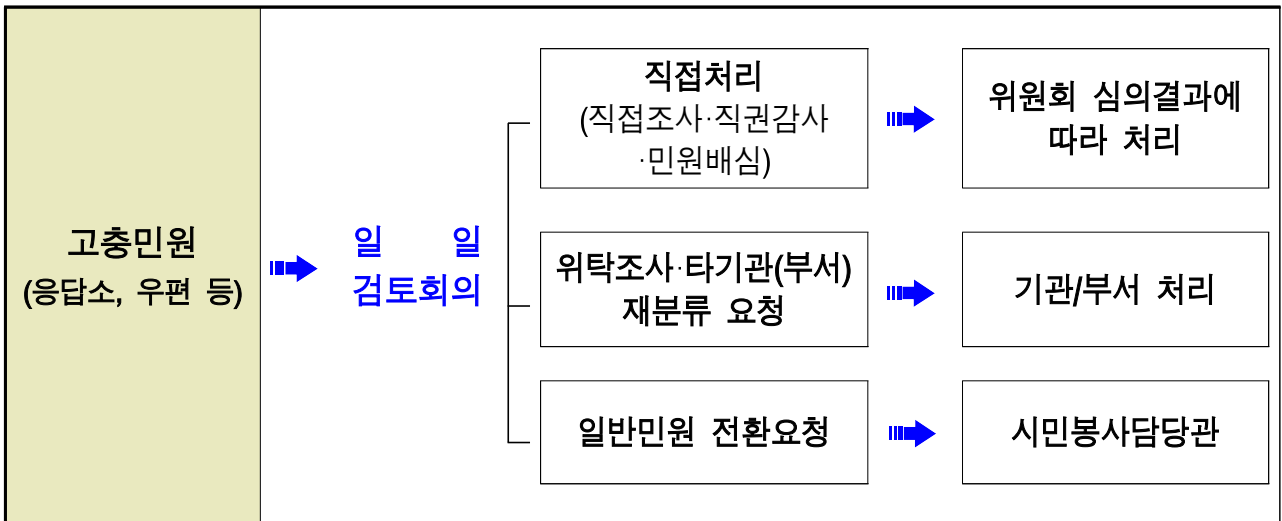 고충민원
(응답소, 우편 등)
일 일
검토회의
직접처리
(직접조사·직권감사
·민원배심)
위원회 심의결과에
따라 처리
위탁조사·타기관(부서)
재분류 요청
기관/부서 처리
일반민원 전환요청
시민봉사담당관